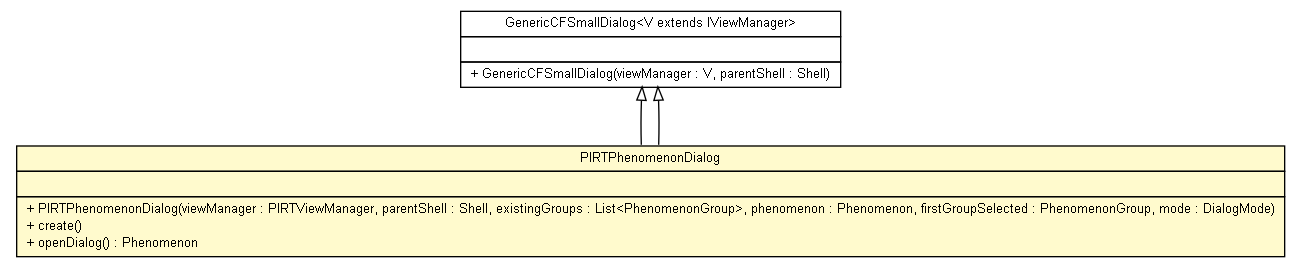 GenericCFSmallDialog<V extends IViewManager>
+ GenericCFSmallDialog(viewManager : V, parentShell : Shell)
PIRTPhenomenonDialog
+ PIRTPhenomenonDialog(viewManager : PIRTViewManager, parentShell : Shell, existingGroups : List<PhenomenonGroup>, phenomenon : Phenomenon, firstGroupSelected : PhenomenonGroup, mode : DialogMode)
+ create()
+ openDialog() : Phenomenon